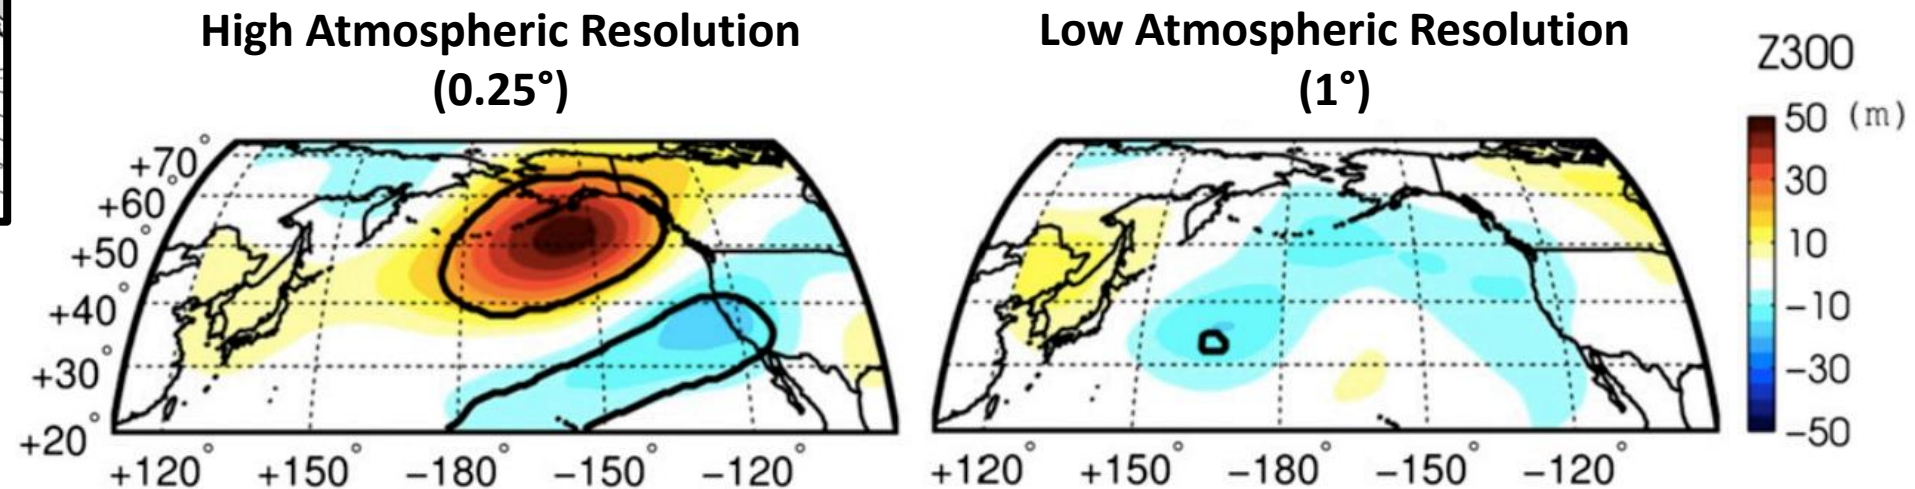 High Atmospheric Resolution
(0.25°)
Low Atmospheric Resolution
(1°)
Z300
50 (m)
30
10
−10
−30
−50
+70°
+60°
+50°
+40°
+30°
+20°
+120° +150° −180° −150° −120°
+120° +150° −180° −150° −120°